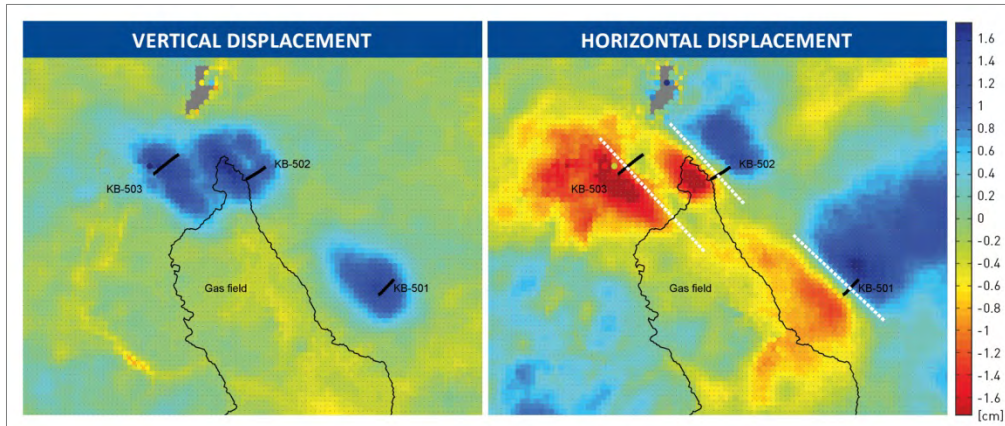 VERTICAL DISPLACEMENT
HORIZONTAL DISPLACEMENT
KB-503
KB-502
KB-501
Gas field
KB-503
KB-502
KB-501
Gas field
1.6
1.4
1.2
1
0.8
0.6
0.4
0.2
0
-0.2
-0.4
-0.6
-0.8
-1
-1.2
-1.4
-1.6
[cm]